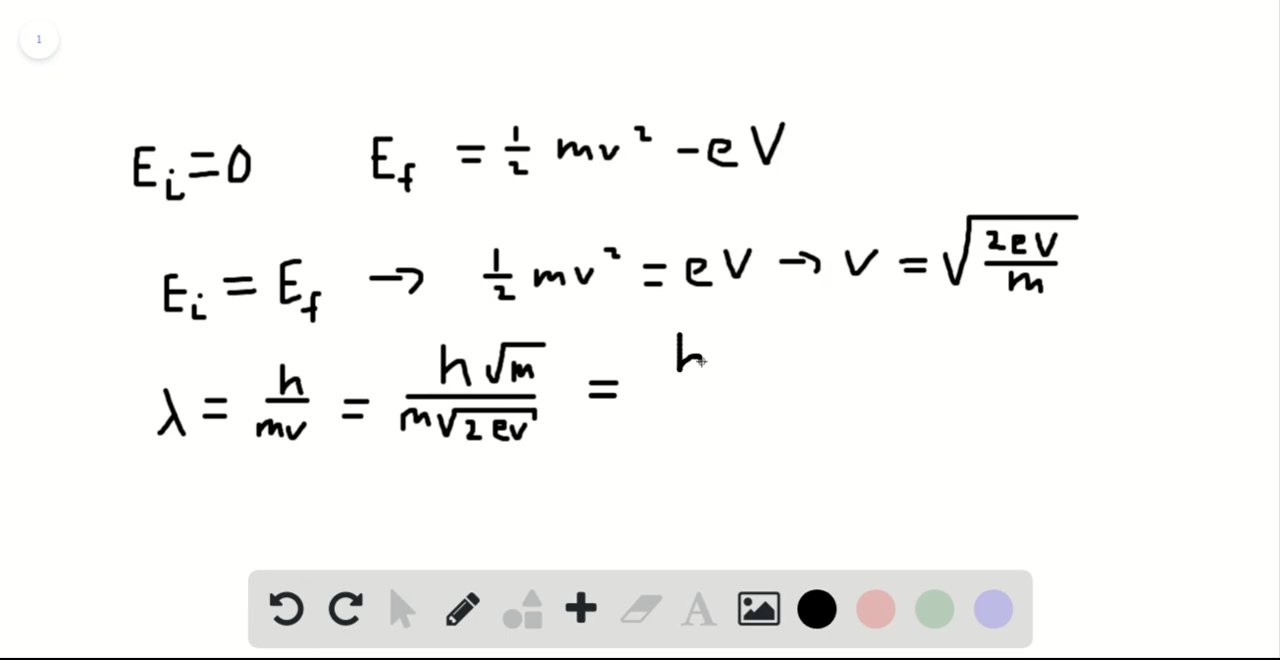 1
E_i = 0 E_f = ½ mv² - eV
E_i = E_f → ½ mv² = eV → v = √(2eV/m)
λ = h/mv = h√m / m√2eV = h
A